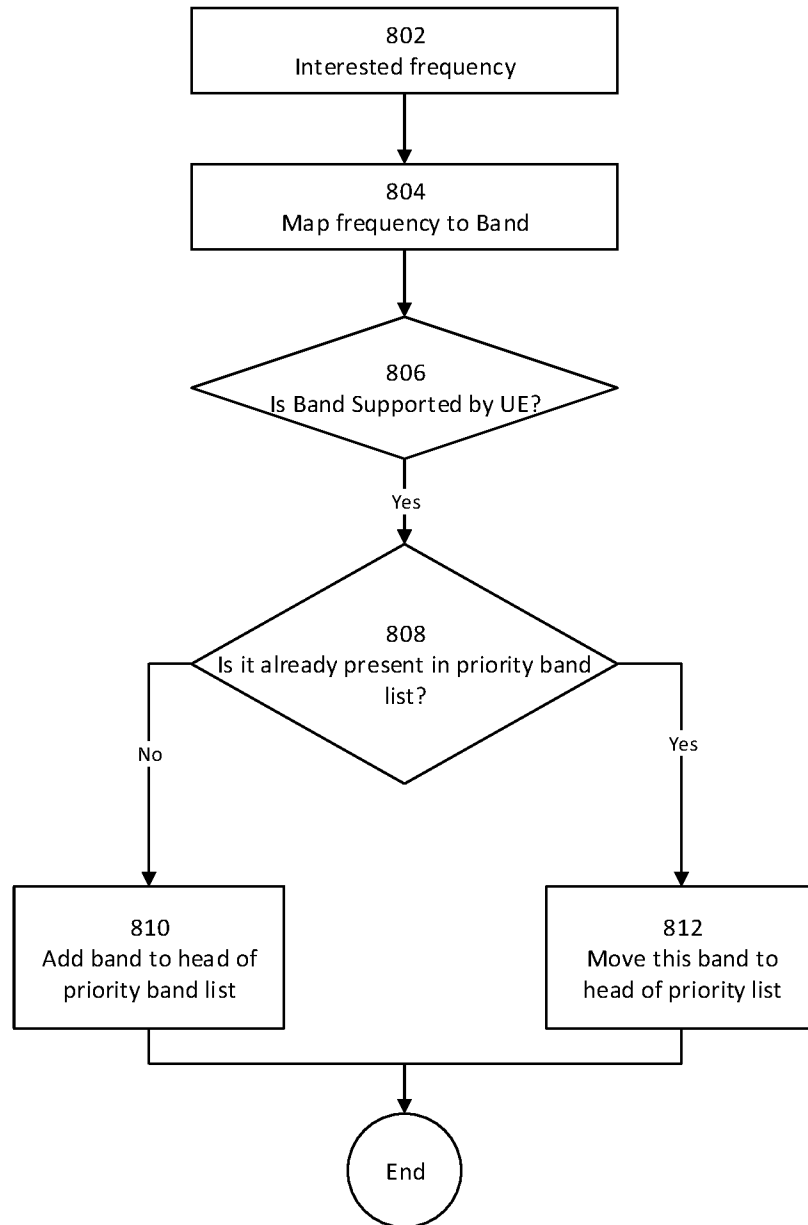 802
Interested frequency
804
Map frequency to Band
806
Is Band Supported by UE?
Yes
808
Is it already present in priority band
list?
No
Yes
810
Add band to head of
priority band list
812
Move this band to
head of priority list
End